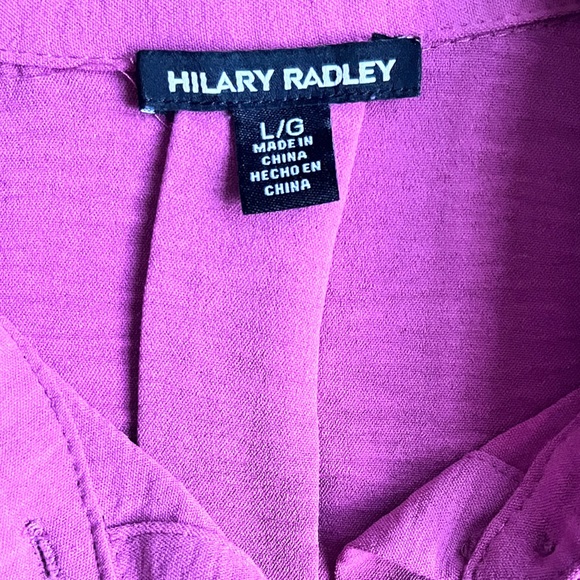 HILARY RADLEY
L/G
MADE IN
CHINA
HECHO EN
CHINA